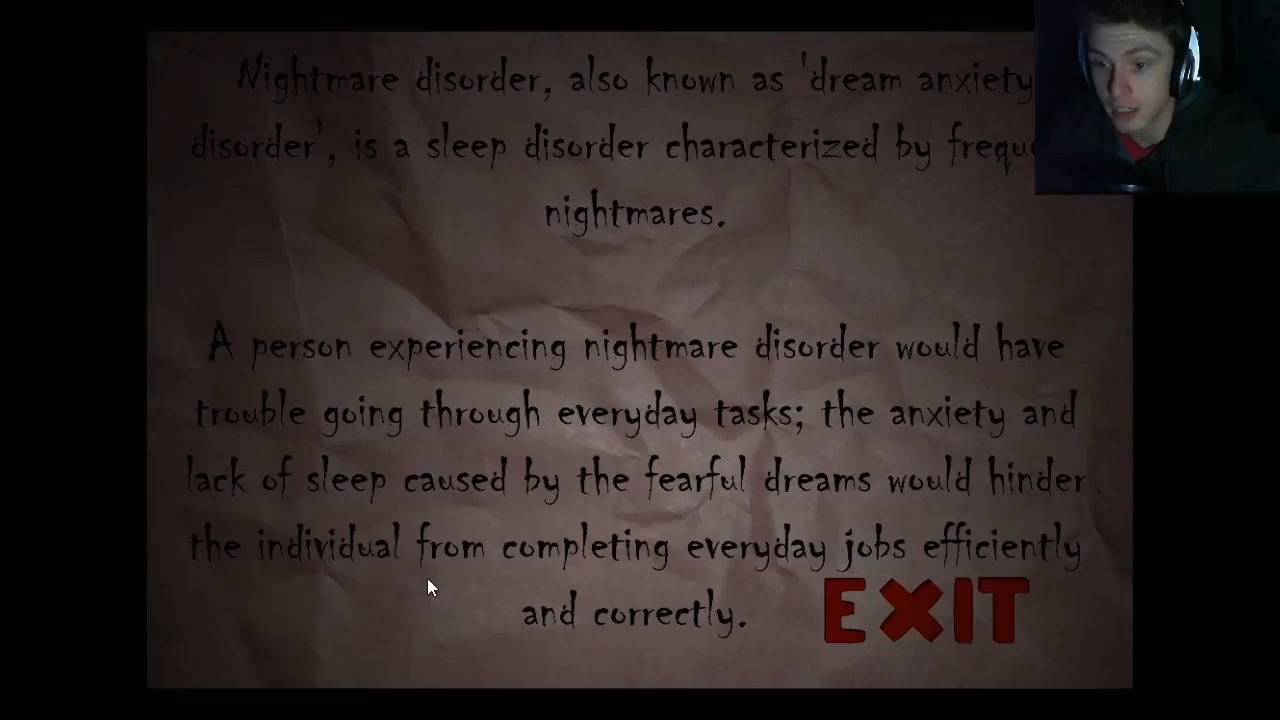 Nightmare disorder, also known as 'dream anxiety
disorder', is a sleep disorder characterized by
nightmares.
A person experiencing nightmare disorder would have
trouble going through everyday tasks; the anxiety and
lack of sleep caused by the fearful dreams would hinder
the individual from completing everyday jobs efficiently
and correctly.
EXIT